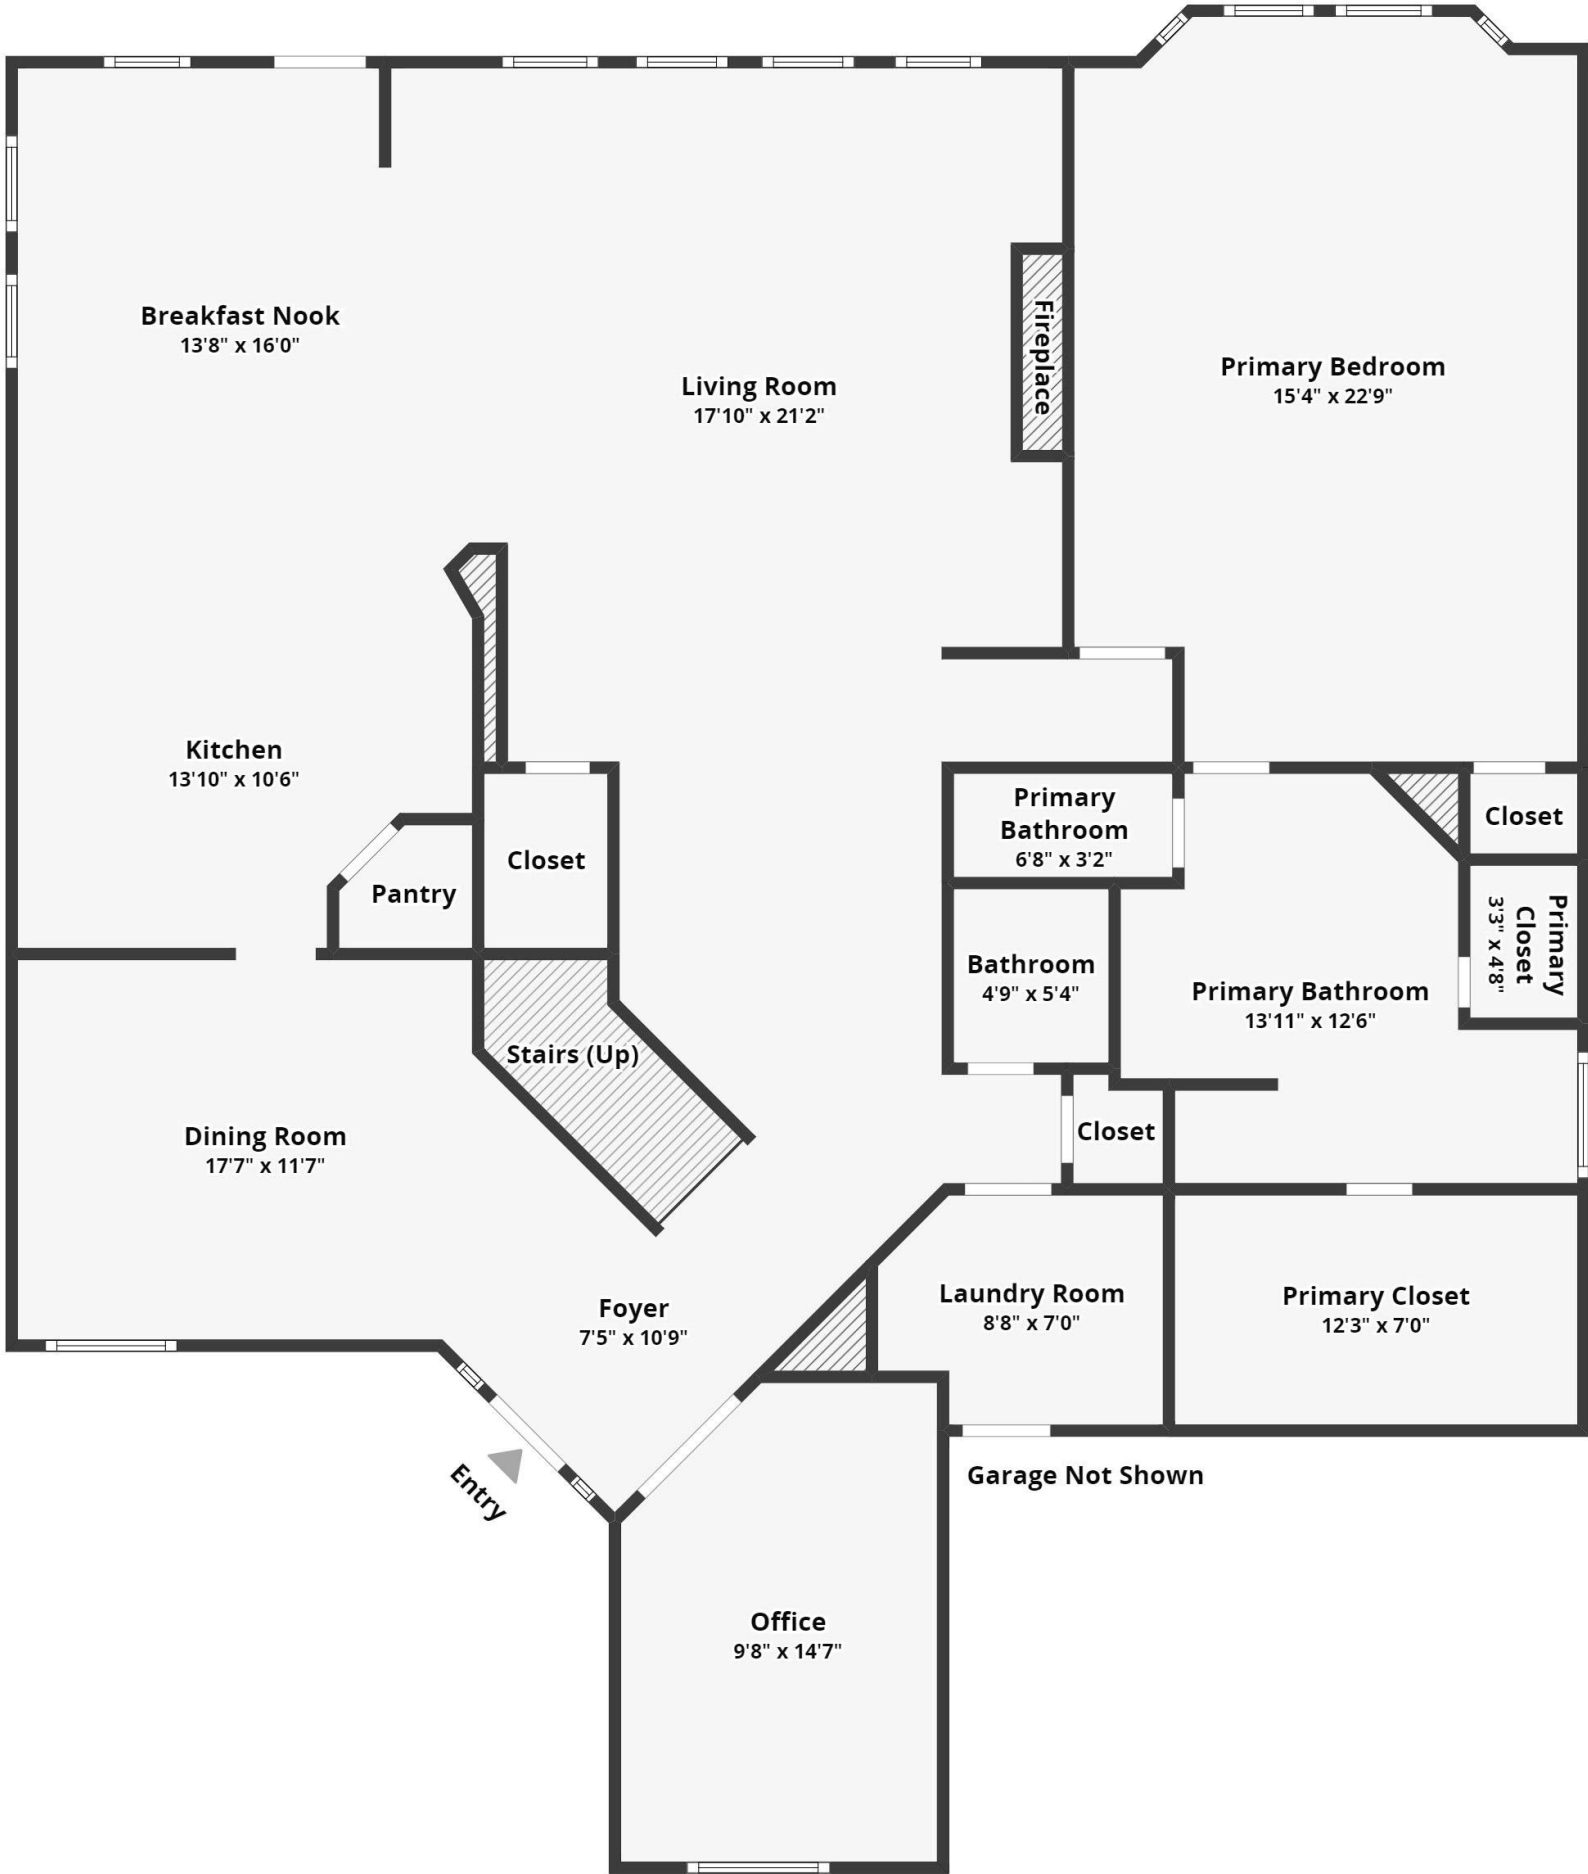 Breakfast Nook
13'8" x 16'0"
Living Room
17'10" x 21'2"
Fireplace
Primary Bedroom
15'4" x 22'9"
Kitchen
13'10" x 10'6"
Pantry
Closet
Primary
Bathroom
6'8" x 3'2"
Closet
Primary
Closet
3'3" x 4'8"
Bathroom
4'9" x 5'4"
Primary Bathroom
13'11" x 12'6"
Stairs (Up)
Dining Room
17'7" x 11'7"
Closet
Foyer
7'5" x 10'9"
Laundry Room
8'8" x 7'0"
Primary Closet
12'3" x 7'0"
Entry
Garage Not Shown
Office
9'8" x 14'7"